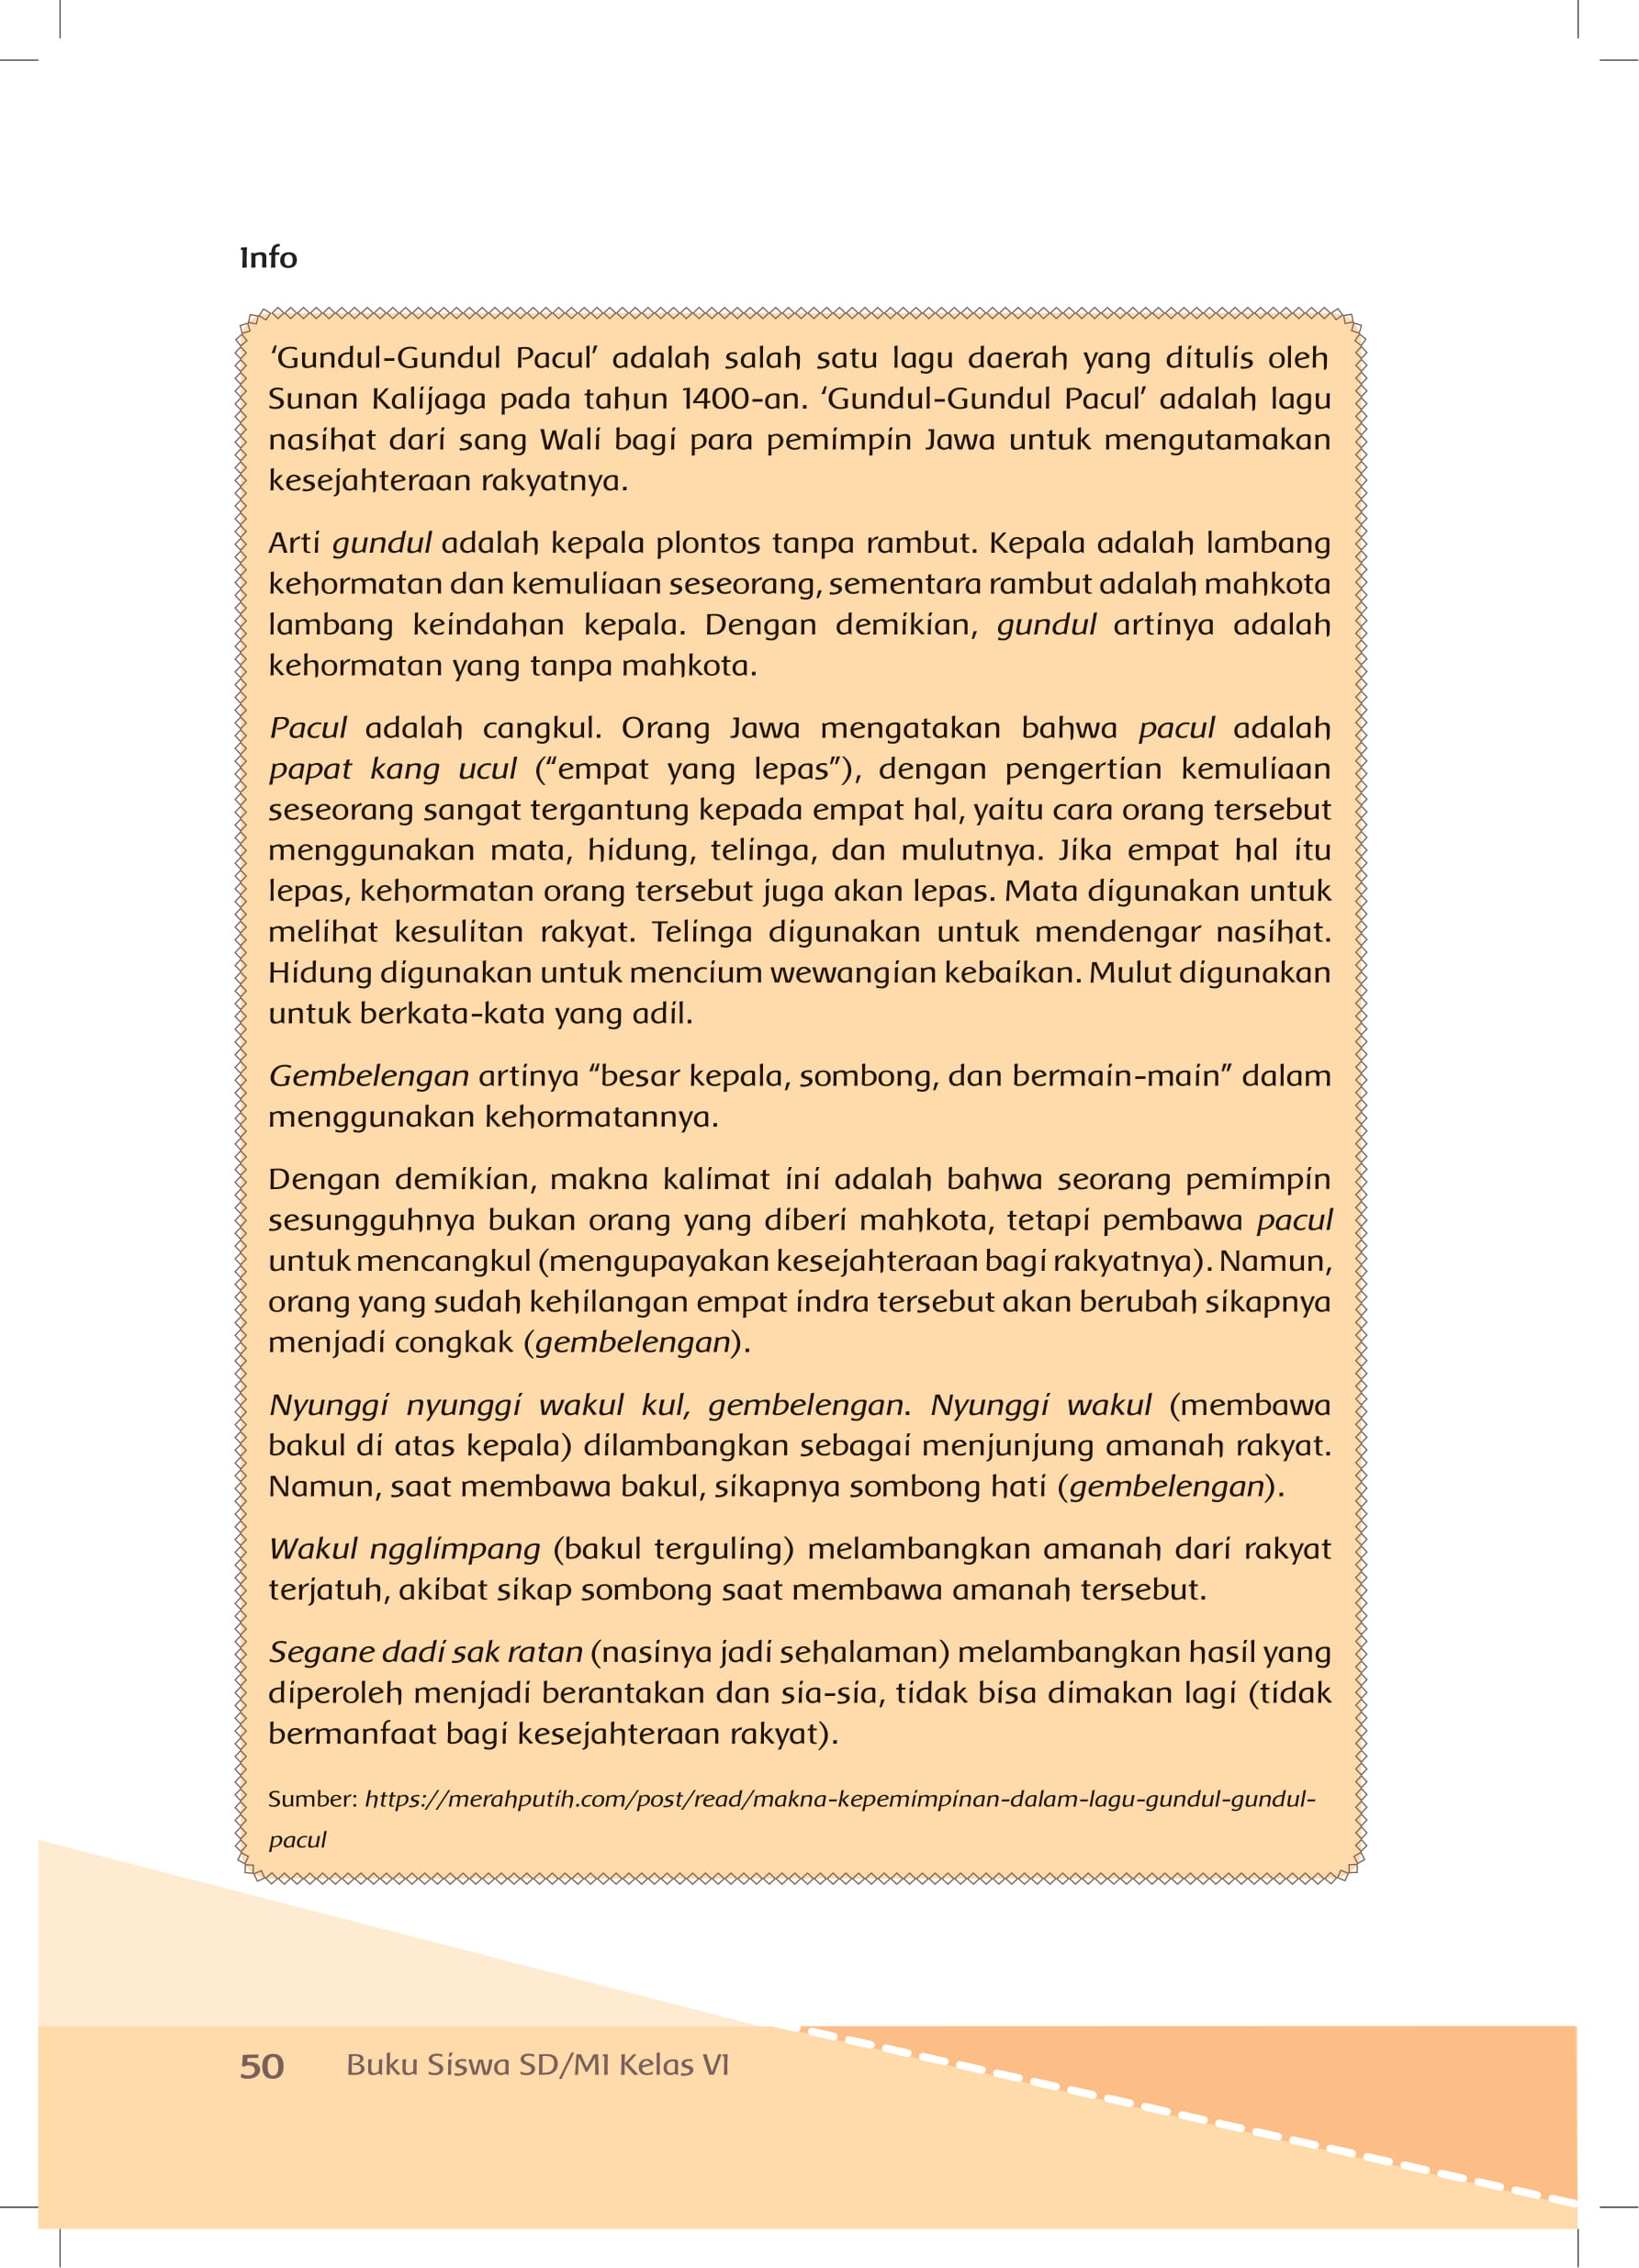 Info
‘Gundul-Gundul Pacul’ adalah salah satu lagu daerah yang ditulis oleh
Sunan Kalijaga pada tahun 1400-an. ‘Gundul-Gundul Pacul’ adalah lagu
nasihat dari sang Wali bagi para pemimpin Jawa untuk mengutamakan
kesejahteraan rakyatnya.
Arti gundul adalah kepala plontos tanpa rambut. Kepala adalah lambang
kehormatan dan kemuliaan seseorang, sementara rambut adalah mahkota
lambang keindahan kepala. Dengan demikian, gundul artinya adalah
kehormatan yang tanpa mahkota.
Pacul adalah cangkul. Orang Jawa mengatakan bahwa pacul adalah
papat kang ucul (“empat yang lepas”), dengan pengertian kemuliaan
seseorang sangat tergantung kepada empat hal, yaitu cara orang tersebut
menggunakan mata, hidung, telinga, dan mulutnya. Jika empat hal itu
lepas, kehormatan orang tersebut juga akan lepas. Mata digunakan untuk
melihat kesulitan rakyat. Telinga digunakan untuk mendengar nasihat.
Hidung digunakan untuk mencium wewangian kebaikan. Mulut digunakan
untuk berkata-kata yang adil.
Gembelengan artinya “besar kepala, sombong, dan bermain-main” dalam
menggunakan kehormatannya.
Dengan demikian, makna kalimat ini adalah bahwa seorang pemimpin
sesungguhnya bukan orang yang diberi mahkota, tetapi pembawa pacul
untuk mencangkul (mengupayakan kesejahteraan bagi rakyatnya). Namun,
orang yang sudah kehilangan empat indra tersebut akan berubah sikapnya
menjadi congkak (gembelengan).
Nyunggi nyunggi wakul kul, gembelengan. Nyunggi wakul (membawa
bakul di atas kepala) dilambangkan sebagai menjunjung amanah rakyat.
Namun, saat membawa bakul, sikapnya sombong hati (gembelengan).
Wakul ngglimpang (bakul terguling) melambangkan amanah dari rakyat
terjatuh, akibat sikap sombong saat membawa amanah tersebut.
Segane dadi sak ratan (nasinya jadi sehalaman) melambangkan hasil yang
diperoleh menjadi berantakan dan sia-sia, tidak bisa dimakan lagi (tidak
bermanfaat bagi kesejahteraan rakyat).
Sumber: https://merahputih.com/post/read/makna-kepemimpinan-dalam-lagu-gundul-gundul-
pacul
50 Buku Siswa SD/MI Kelas VI